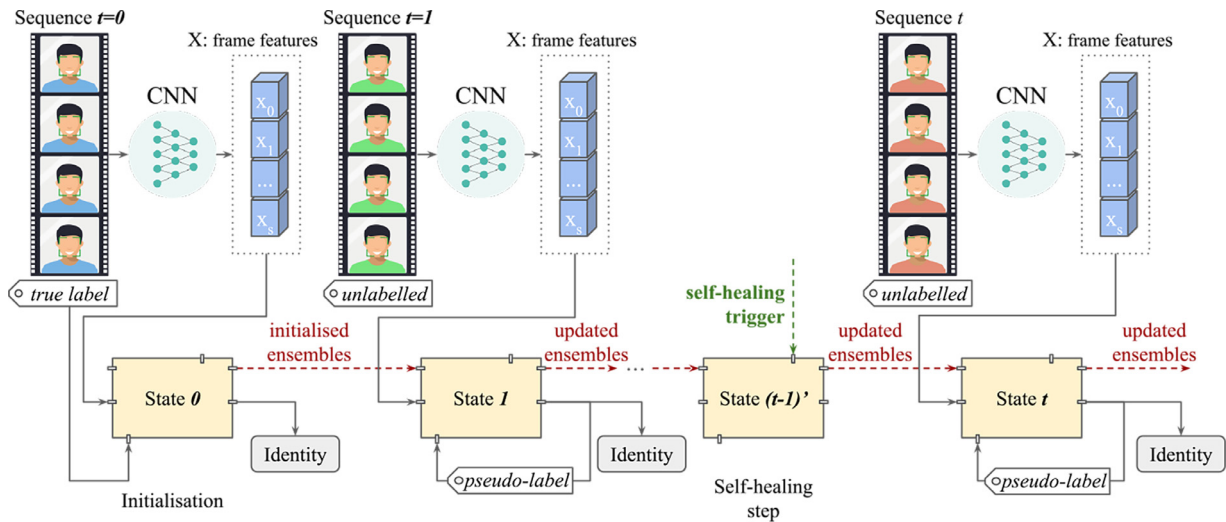 Sequence t=0
X: frame features
CNN
X0
X1
...
Xs
true label
Sequence t=1
X: frame features
CNN
X0
X1
...
Xs
unlabelled
self-healing
trigger
Sequence t
X: frame features
CNN
X0
X1
...
Xs
unlabelled
initialised
ensembles
updated
ensembles
...
updated
ensembles
updated
ensembles
State 0
State 1
State (t-1)’
State t
Identity
Identity
Identity
pseudo-label
pseudo-label
Initialisation
Self-healing
step